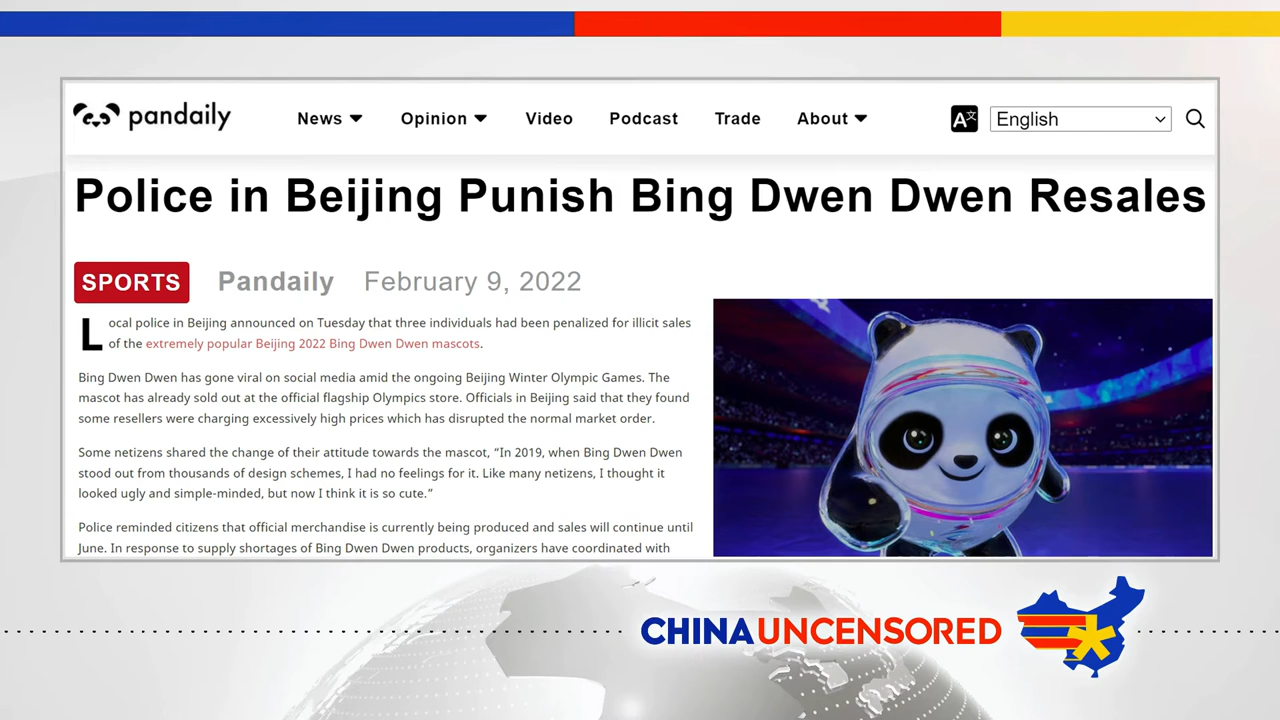 pandaily
News Opinion Video Podcast Trade About
A文 English
Police in Beijing Punish Bing Dwen Dwen Resales
SPORTS Pandaily February 9, 2022
Local police in Beijing announced on Tuesday that three individuals had been penalized for illicit sales
of the extremely popular Beijing 2022 Bing Dwen Dwen mascots.
Bing Dwen Dwen has gone viral on social media amid the ongoing Beijing Winter Olympic Games. The
mascot has already sold out at the official flagship Olympics store. Officials in Beijing said that they found
some resellers were charging excessively high prices which has disrupted the normal market order.
Some netizens shared the change of their attitude towards the mascot, “In 2019, when Bing Dwen Dwen
stood out from thousands of design schemes, I had no feelings for it. Like many netizens, I thought it
looked ugly and simple-minded, but now I think it is so cute.”
Police reminded citizens that official merchandise is currently being produced and sales will continue until
June. In response to supply shortages of Bing Dwen Dwen products, organizers have coordinated with
CHINA UNCENSORED